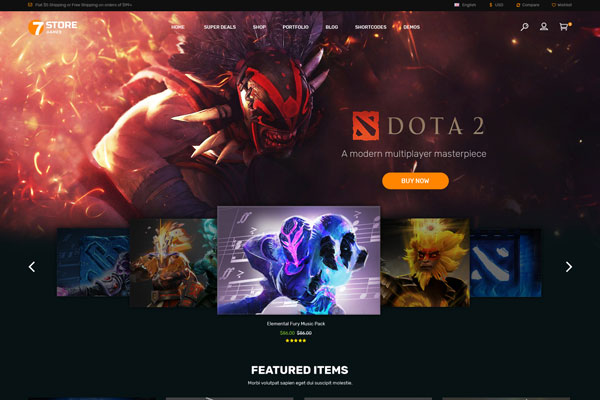 Flat $5 Shipping or Free Shipping on orders of $99+.
English
$ USD
Compare
Wishlist
7 STORE
GAMES
HOME
SUPER DEALS
SHOP
PORTFOLIO
BLOG
SHORTCODES
DEMOS
DOTA 2
A modern multiplayer masterpiece
BUY NOW
Elemental Fury Music Pack
$66.00 $86.00
FEATURED ITEMS
Morbi volutpat sapien eget dui suscipit molestie.